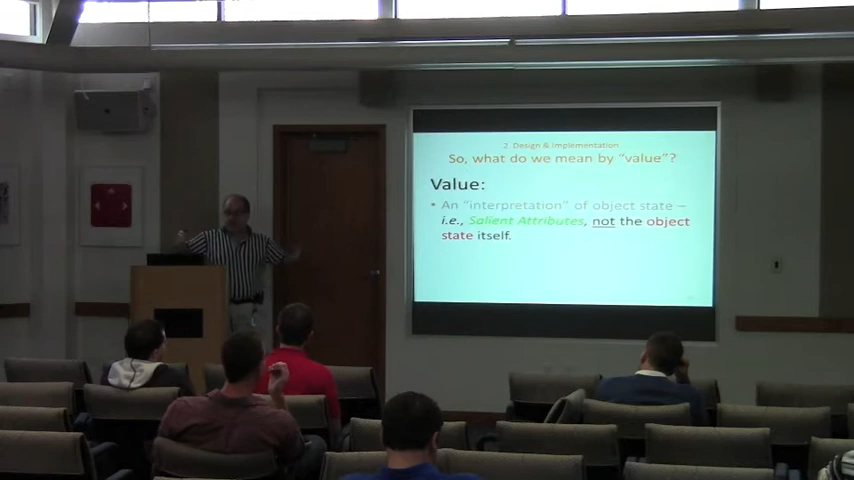 2. Design & Implementation
So, what do we mean by "value"?
Value:
• An "interpretation" of object state –
i.e., Salient Attributes, not the object
state itself.